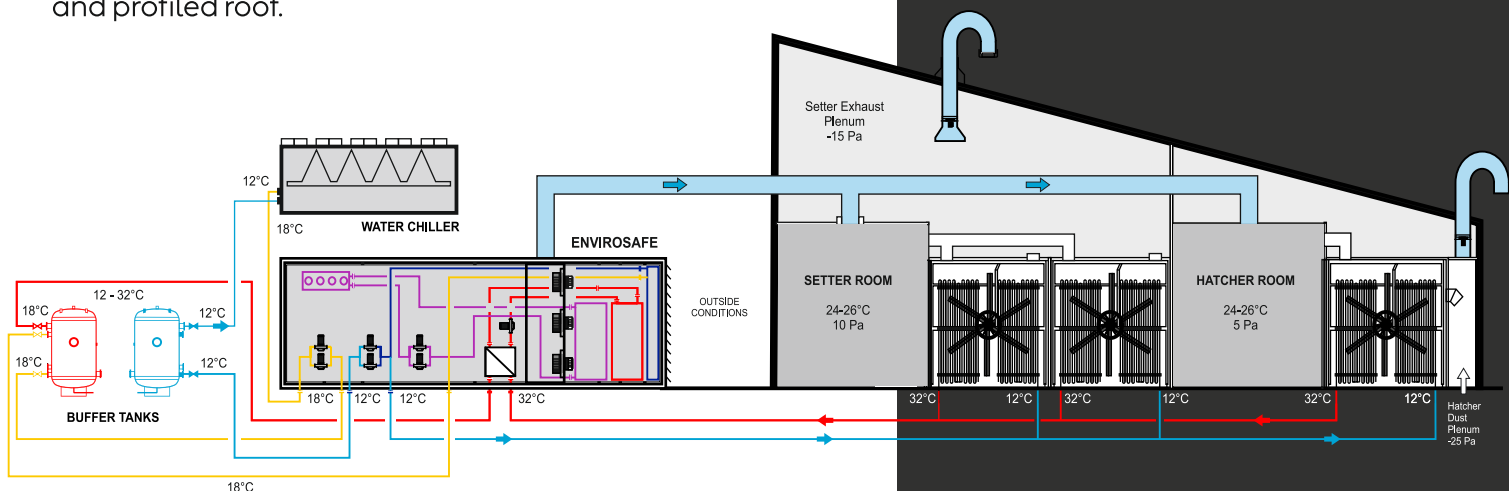 and profiled roof.
Setter Exhaust
Plenum
-15 Pa
12°C
18°C
WATER CHILLER
ENVIROSAFE
12 - 32°C
18°C
12°C
18°C
12°C
BUFFER TANKS
OUTSIDE
CONDITIONS
SETTER ROOM
24-26°C
10 Pa
HATCHER ROOM
24-26°C
5 Pa
18°C
12°C
12°C
32°C
32°C
12°C
32°C
12°C
32°C
12°C
Hatcher
Dust
Plenum
-25 Pa
18°C